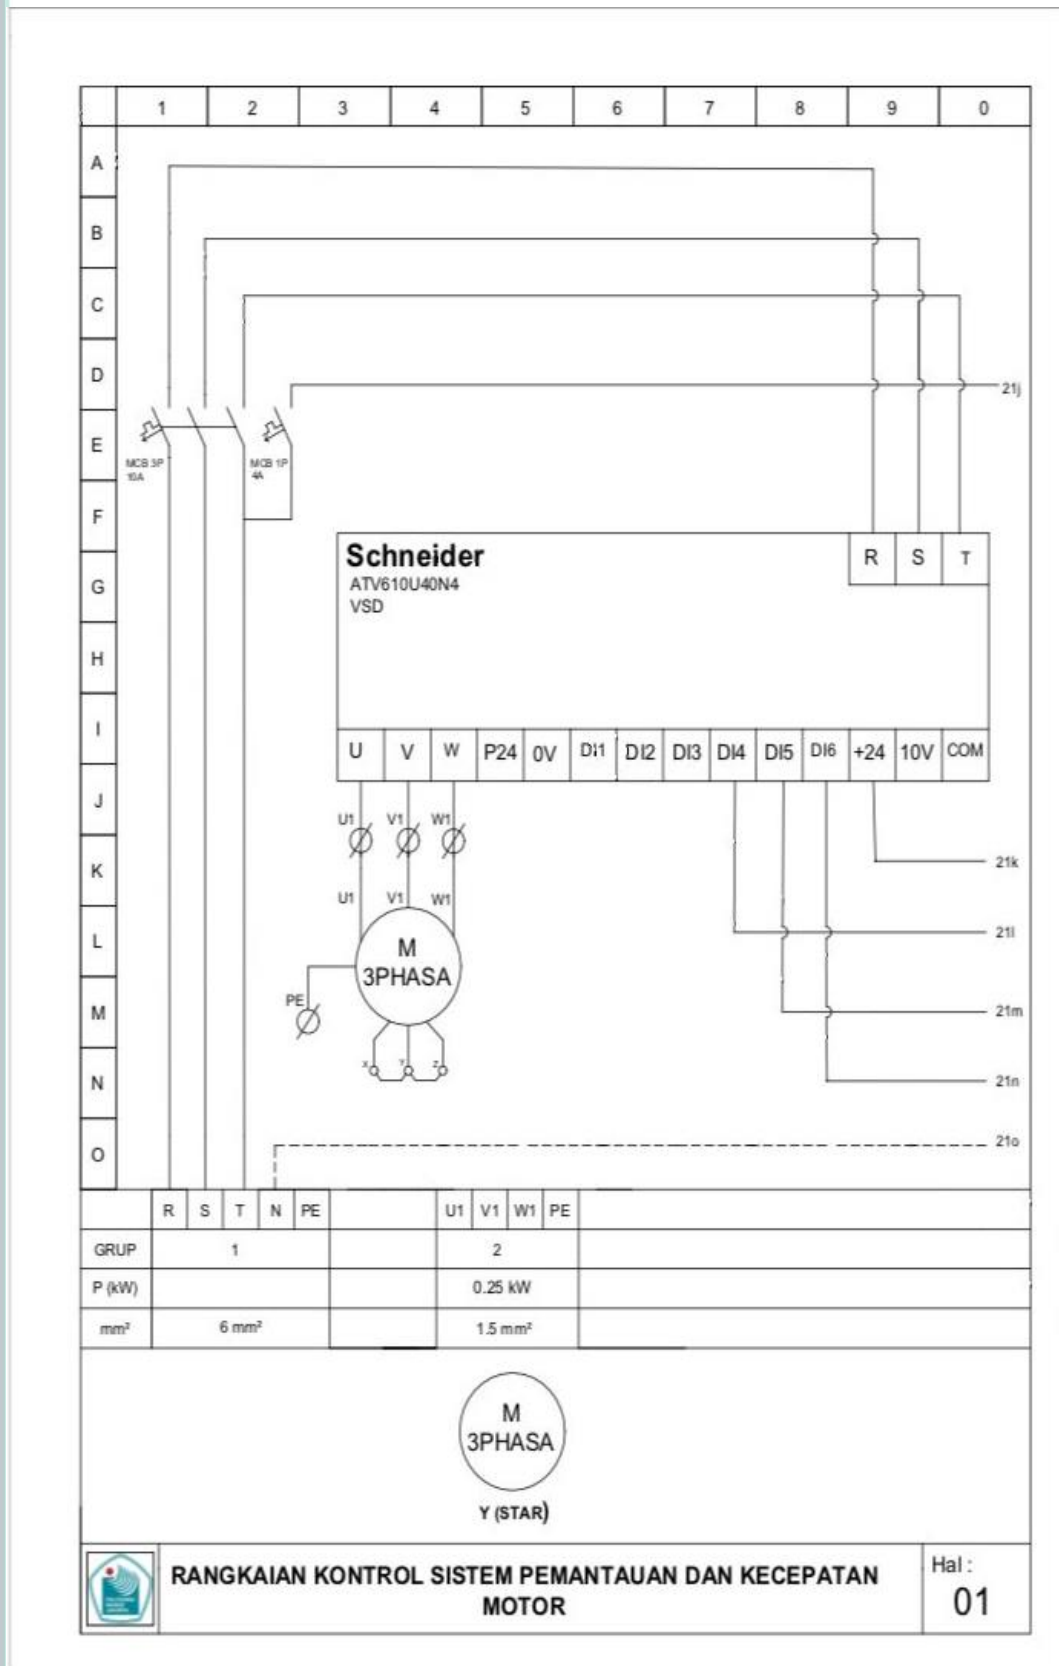 1 2 3 4 5 6 7 8 9 0
A
B
C
D
21j
E
MCB 3P
10A
MCB 1P
4A
F
Schneider
ATV610U40N4
VSD
R S T
G
H
I
U V W P24 0V DI1 DI2 DI3 DI4 DI5 DI6 +24 10V COM
J
U1 V1 W1
K
21k
U1 V1 W1
L
21l
M
3PHASA
PE
M
21m
X Y Z
N
21n
O
21o
R S T N PE U1 V1 W1 PE
GRUP 1 2
P (kW) 0.25 kW
mm² 6 mm² 1.5 mm²
M
3PHASA
Y (STAR)
RANGKAIAN KONTROL SISTEM PEMANTAUAN DAN KECEPATAN
MOTOR
Hal :
01